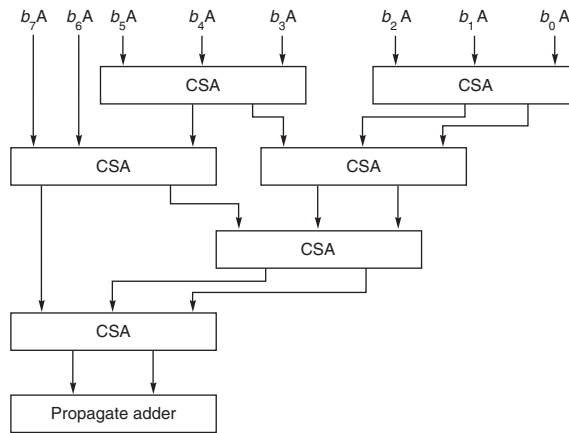 b₇A b₆A b₅A b₄A b₃A b₂A b₁A b₀A
CSA CSA
CSA CSA
CSA
CSA
Propagate adder